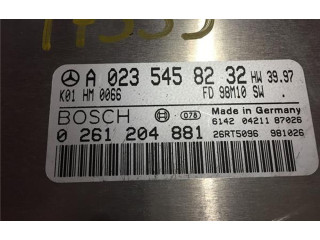 A 023 545 82 32 HW 39.97
K01 HM 0066 FD 98M10 SW .
BOSCH 078 Made in Germany
6142 04211 87026
0 261 204 881 26RT5096 981026